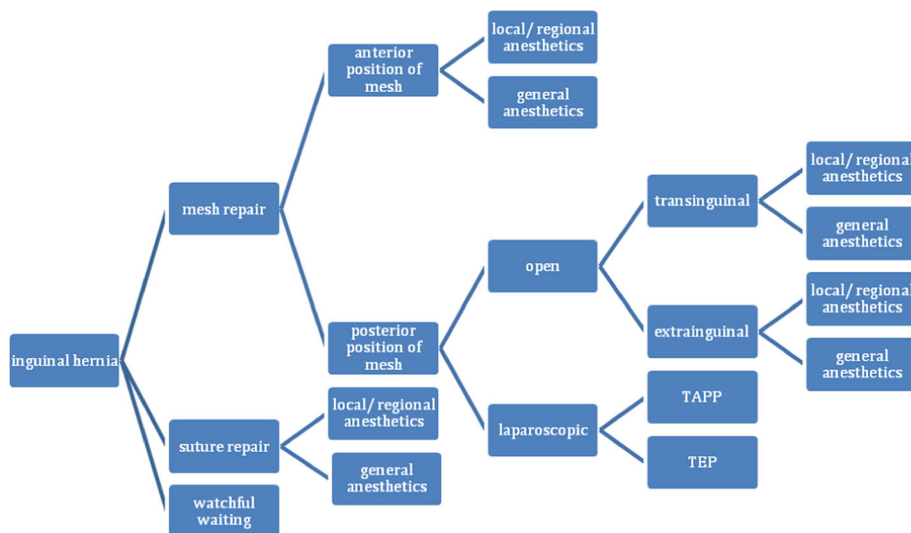 local/ regional
anesthetics
anterior
position of
mesh
general
anesthetics
local/ regional
anesthetics
mesh repair
transinguinal
general
anesthetics
open
local/ regional
anesthetics
inguinal hernia
posterior
position of
mesh
extrainguinal
general
anesthetics
local/ regional
anesthetics
TAPP
suture repair
laparoscopic
general
anesthetics
TEP
watchful
waiting